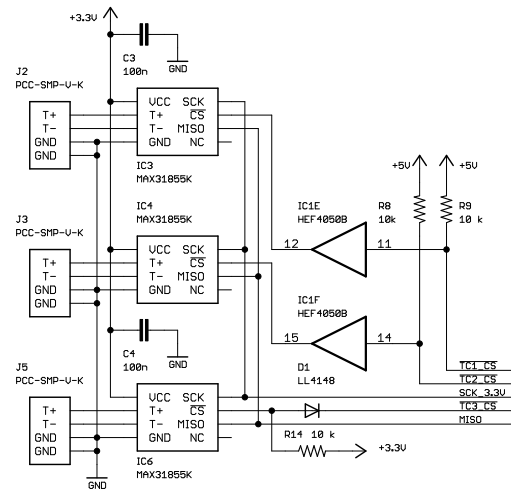 +3.3V
C3
100n
GND
J2
PCC-SMP-V-K
T+
T-
GND
GND
VCC SCK
T+ CS
T- MISO
GND NC
IC3
MAX31855K
J3
PCC-SMP-V-K
T+
T-
GND
GND
IC4
MAX31855K
VCC SCK
T+ CS
T- MISO
GND NC
IC1E
HEF4050B
12
11
+5V
+5V
R8
10k
R9
10 k
IC1F
HEF4050B
15
14
C4
100n
GND
D1
LL4148
J5
PCC-SMP-V-K
T+
T-
GND
GND
VCC SCK
T+ CS
T- MISO
GND NC
IC6
MAX31855K
TC1_CS
TC2_CS
SCK_3.3V
TC3_CS
MISO
R14 10 k
+3.3V
GND